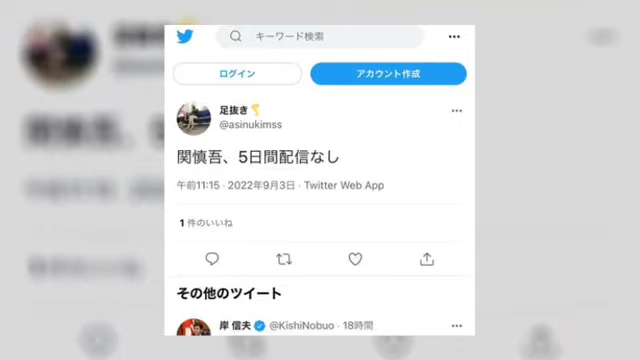 キーワード検索
ログイン
アカウント作成
足抜き
@asinukimss
関慎吾、5日間配信なし
午前11:15 · 2022年9月3日 · Twitter Web App
1 件のいいね
その他のツイート
岸 信夫 @KishiNobuo · 18時間